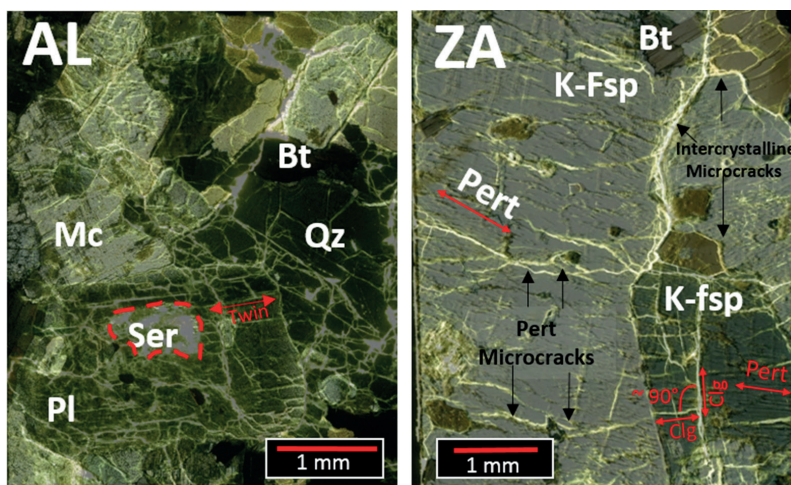 AL
Bt
Mc
Qz
Twin
Ser
Pl
1 mm
ZA
Bt
K-Fsp
Intercrystalline
Microcracks
Pert
K-fsp
Pert
Microcracks
Pert
~ 90°
Clg
Clg
1 mm